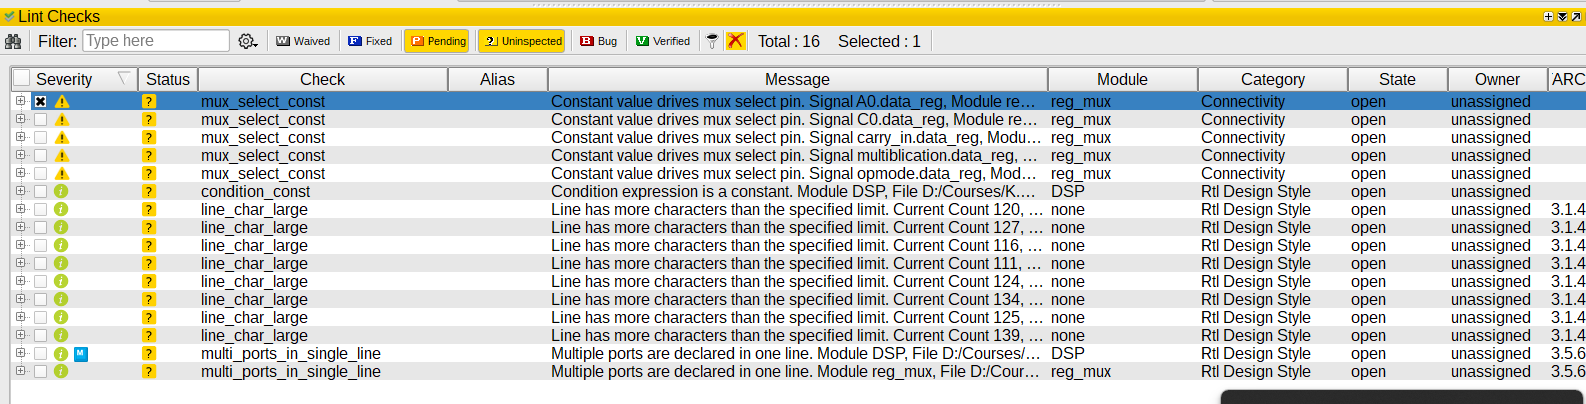 Lint Checks
Filter: Type here W Waived F Fixed P Pending ? Uninspected B Bug V Verified Total : 16 Selected : 1
Severity Status Check Alias Message Module Category State Owner ARC
? mux_select_const Constant value drives mux select pin. Signal A0.data_reg, Module re… reg_mux Connectivity open unassigned
? mux_select_const Constant value drives mux select pin. Signal C0.data_reg, Module re… reg_mux Connectivity open unassigned
? mux_select_const Constant value drives mux select pin. Signal carry_in.data_reg, Modu… reg_mux Connectivity open unassigned
? mux_select_const Constant value drives mux select pin. Signal multiblication.data_reg, … reg_mux Connectivity open unassigned
? mux_select_const Constant value drives mux select pin. Signal opmode.data_reg, Mod… reg_mux Connectivity open unassigned
i ? condition_const Condition expression is a constant. Module DSP, File D:/Courses/K.… DSP Rtl Design Style open unassigned
i ? line_char_large Line has more characters than the specified limit. Current Count 120, … none Rtl Design Style open unassigned 3.1.4
i ? line_char_large Line has more characters than the specified limit. Current Count 127, … none Rtl Design Style open unassigned 3.1.4
i ? line_char_large Line has more characters than the specified limit. Current Count 116, … none Rtl Design Style open unassigned 3.1.4
i ? line_char_large Line has more characters than the specified limit. Current Count 111, … none Rtl Design Style open unassigned 3.1.4
i ? line_char_large Line has more characters than the specified limit. Current Count 124, … none Rtl Design Style open unassigned 3.1.4
i ? line_char_large Line has more characters than the specified limit. Current Count 134, … none Rtl Design Style open unassigned 3.1.4
i ? line_char_large Line has more characters than the specified limit. Current Count 125, … none Rtl Design Style open unassigned 3.1.4
i ? line_char_large Line has more characters than the specified limit. Current Count 139, … none Rtl Design Style open unassigned 3.1.4
i M ? multi_ports_in_single_line Multiple ports are declared in one line. Module DSP, File D:/Courses/… DSP Rtl Design Style open unassigned 3.5.6
i ? multi_ports_in_single_line Multiple ports are declared in one line. Module reg_mux, File D:/Cour… reg_mux Rtl Design Style open unassigned 3.5.6